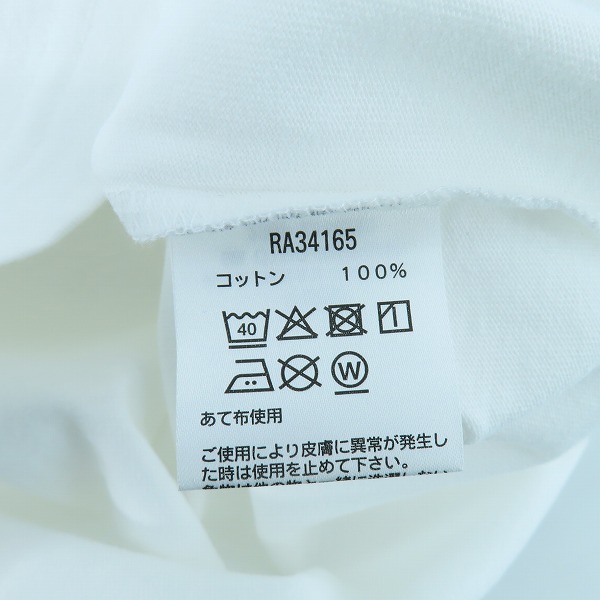 RA34165
コットン 100%
40
W
あて布使用
ご使用により皮膚に異常が発生し
た時は使用を止めて下さい。